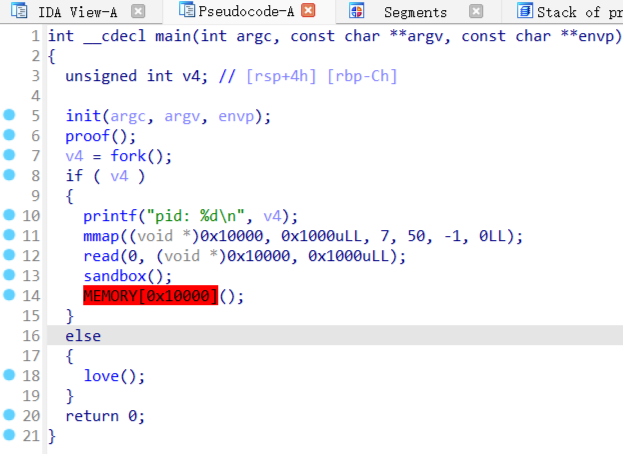 IDA View-A Pseudocode-A Segments Stack of pr
1 int __cdecl main(int argc, const char **argv, const char **envp)
2 {
3 unsigned int v4; // [rsp+4h] [rbp-Ch]
4
5 init(argc, argv, envp);
6 proof();
7 v4 = fork();
8 if ( v4 )
9 {
10 printf("pid: %d\n", v4);
11 mmap((void *)0x10000, 0x1000uLL, 7, 50, -1, 0LL);
12 read(0, (void *)0x10000, 0x1000uLL);
13 sandbox();
14 MEMORY[0x10000]();
15 }
16 else
17 {
18 love();
19 }
20 return 0;
21 }